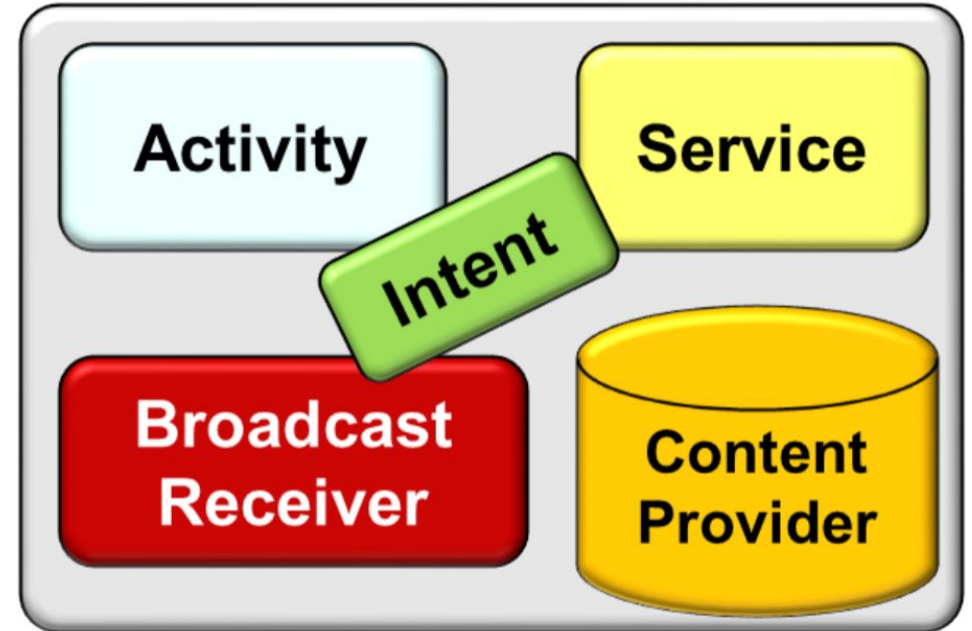 Activity
Service
Intent
Broadcast
Receiver
Content
Provider